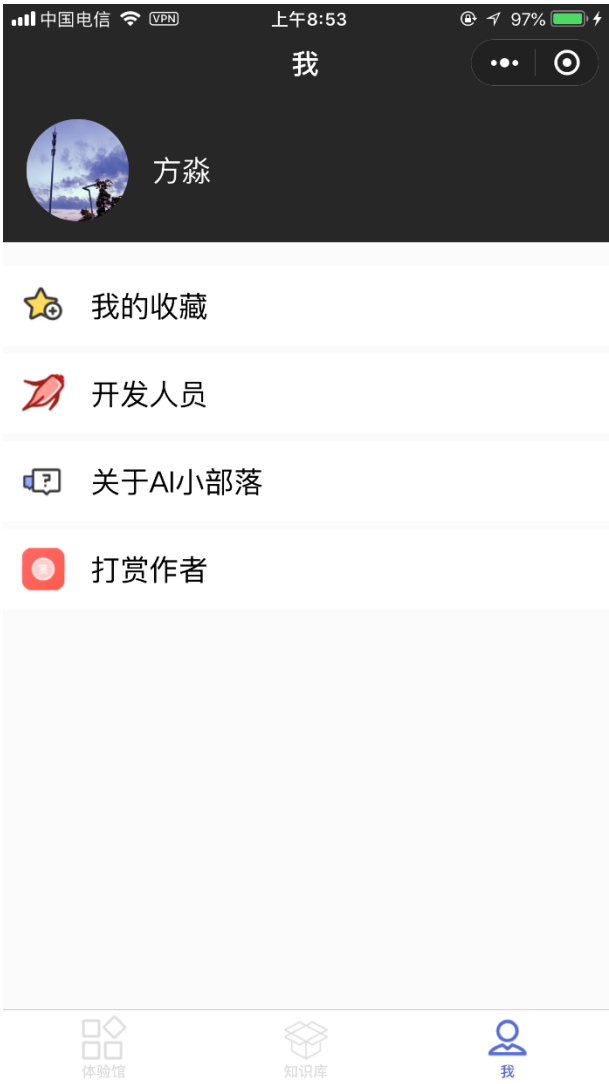 中国电信 VPN 上午8:53 97%
我
方淼
我的收藏
开发人员
关于AI小部落
打赏作者
体验馆 知识库 我